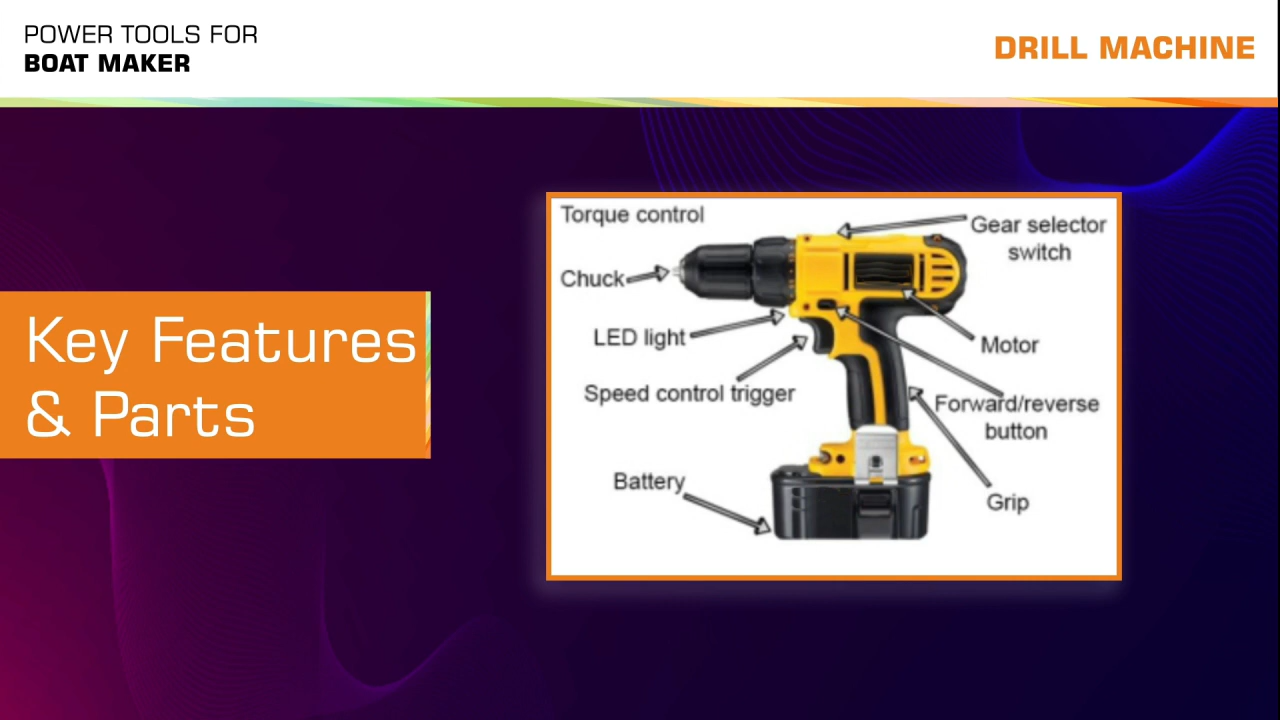 POWER TOOLS FOR
BOAT MAKER
DRILL MACHINE
Key Features
& Parts
Torque control
Gear selector
switch
Chuck
LED light
Motor
Speed control trigger
Forward/reverse
button
Battery
Grip